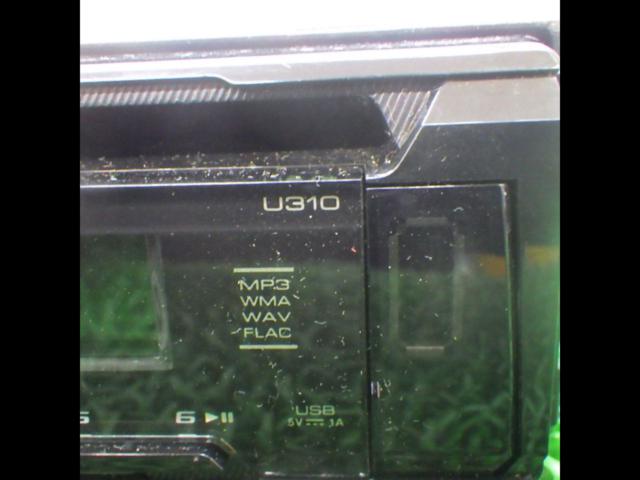 U310
MP3
WMA
WAV
FLAC
6 ▶II
USB
5V⎓1A